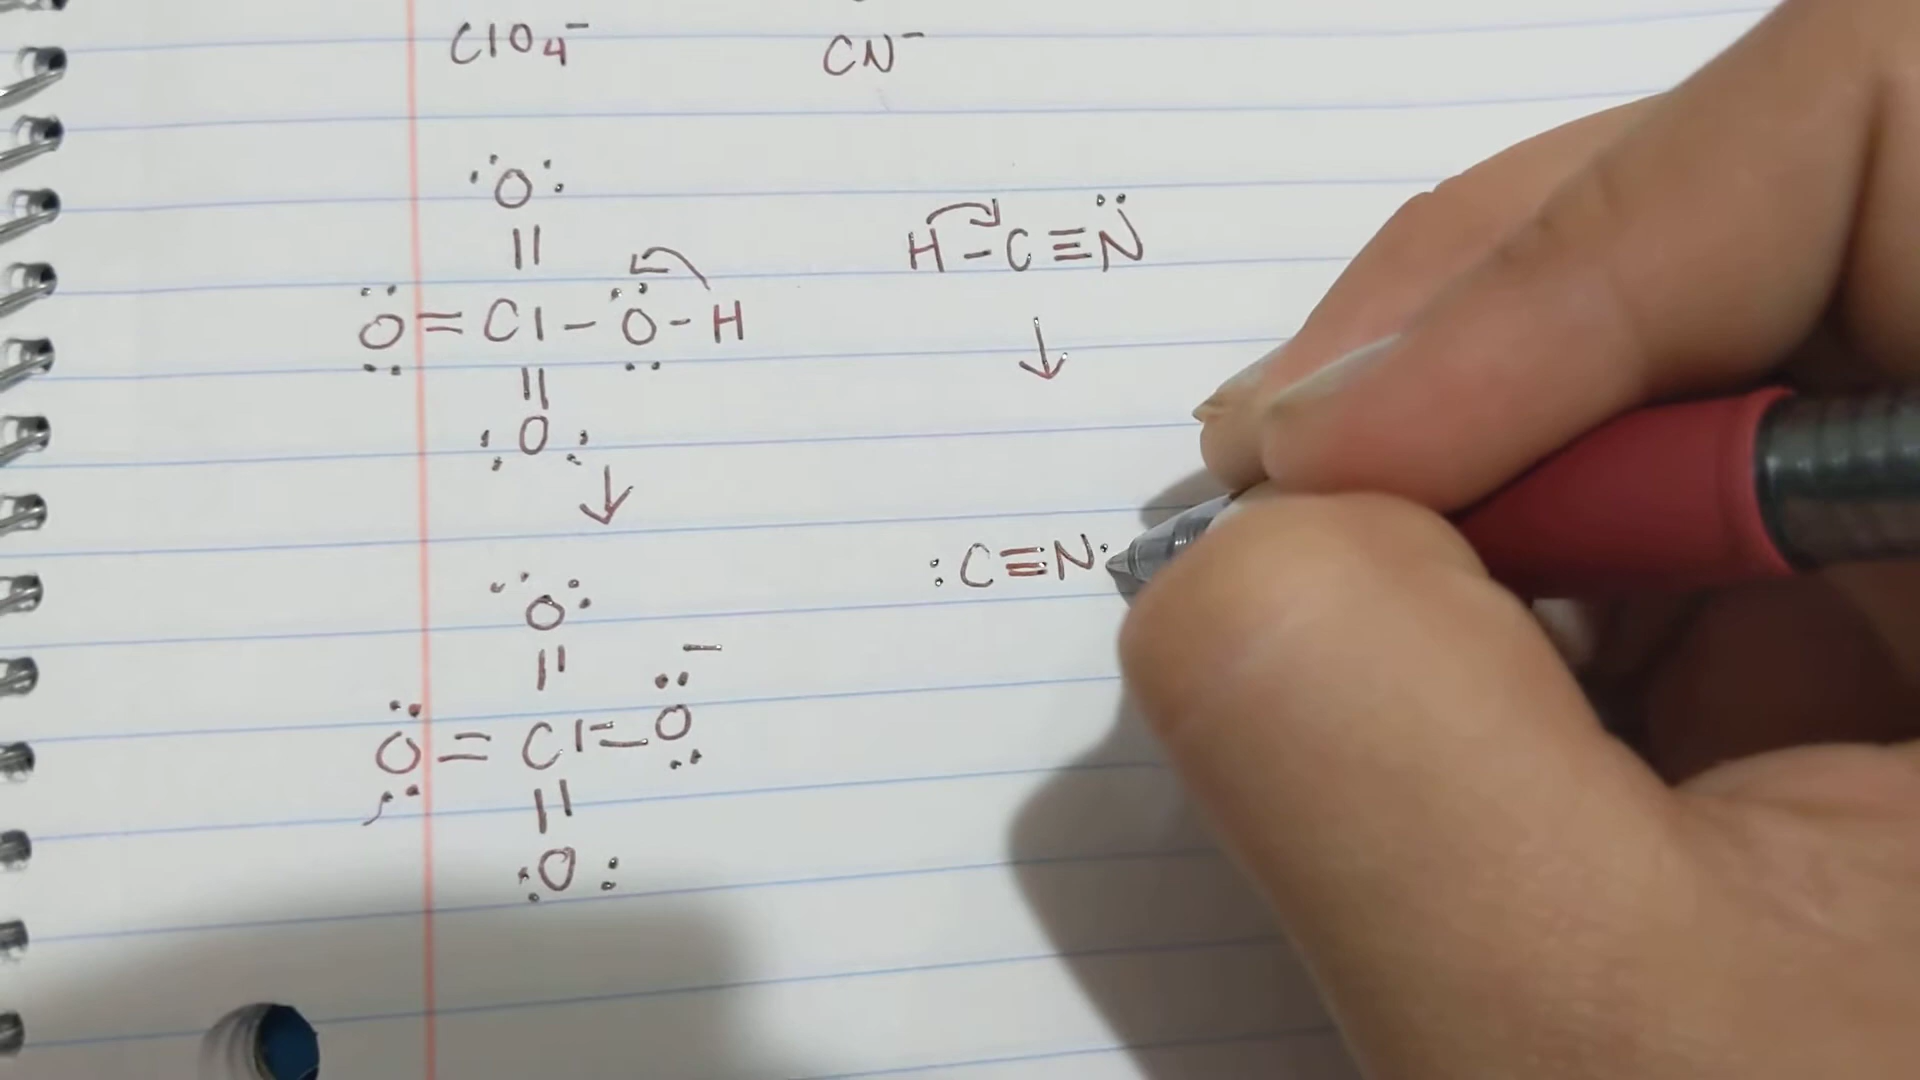 ClO4⁻ CN⁻
O
||
O = Cl - O - H
||
O
↓
O
||
O = Cl = O⁻
||
O
H - C ≡ N̈
↓
:C ≡ N: